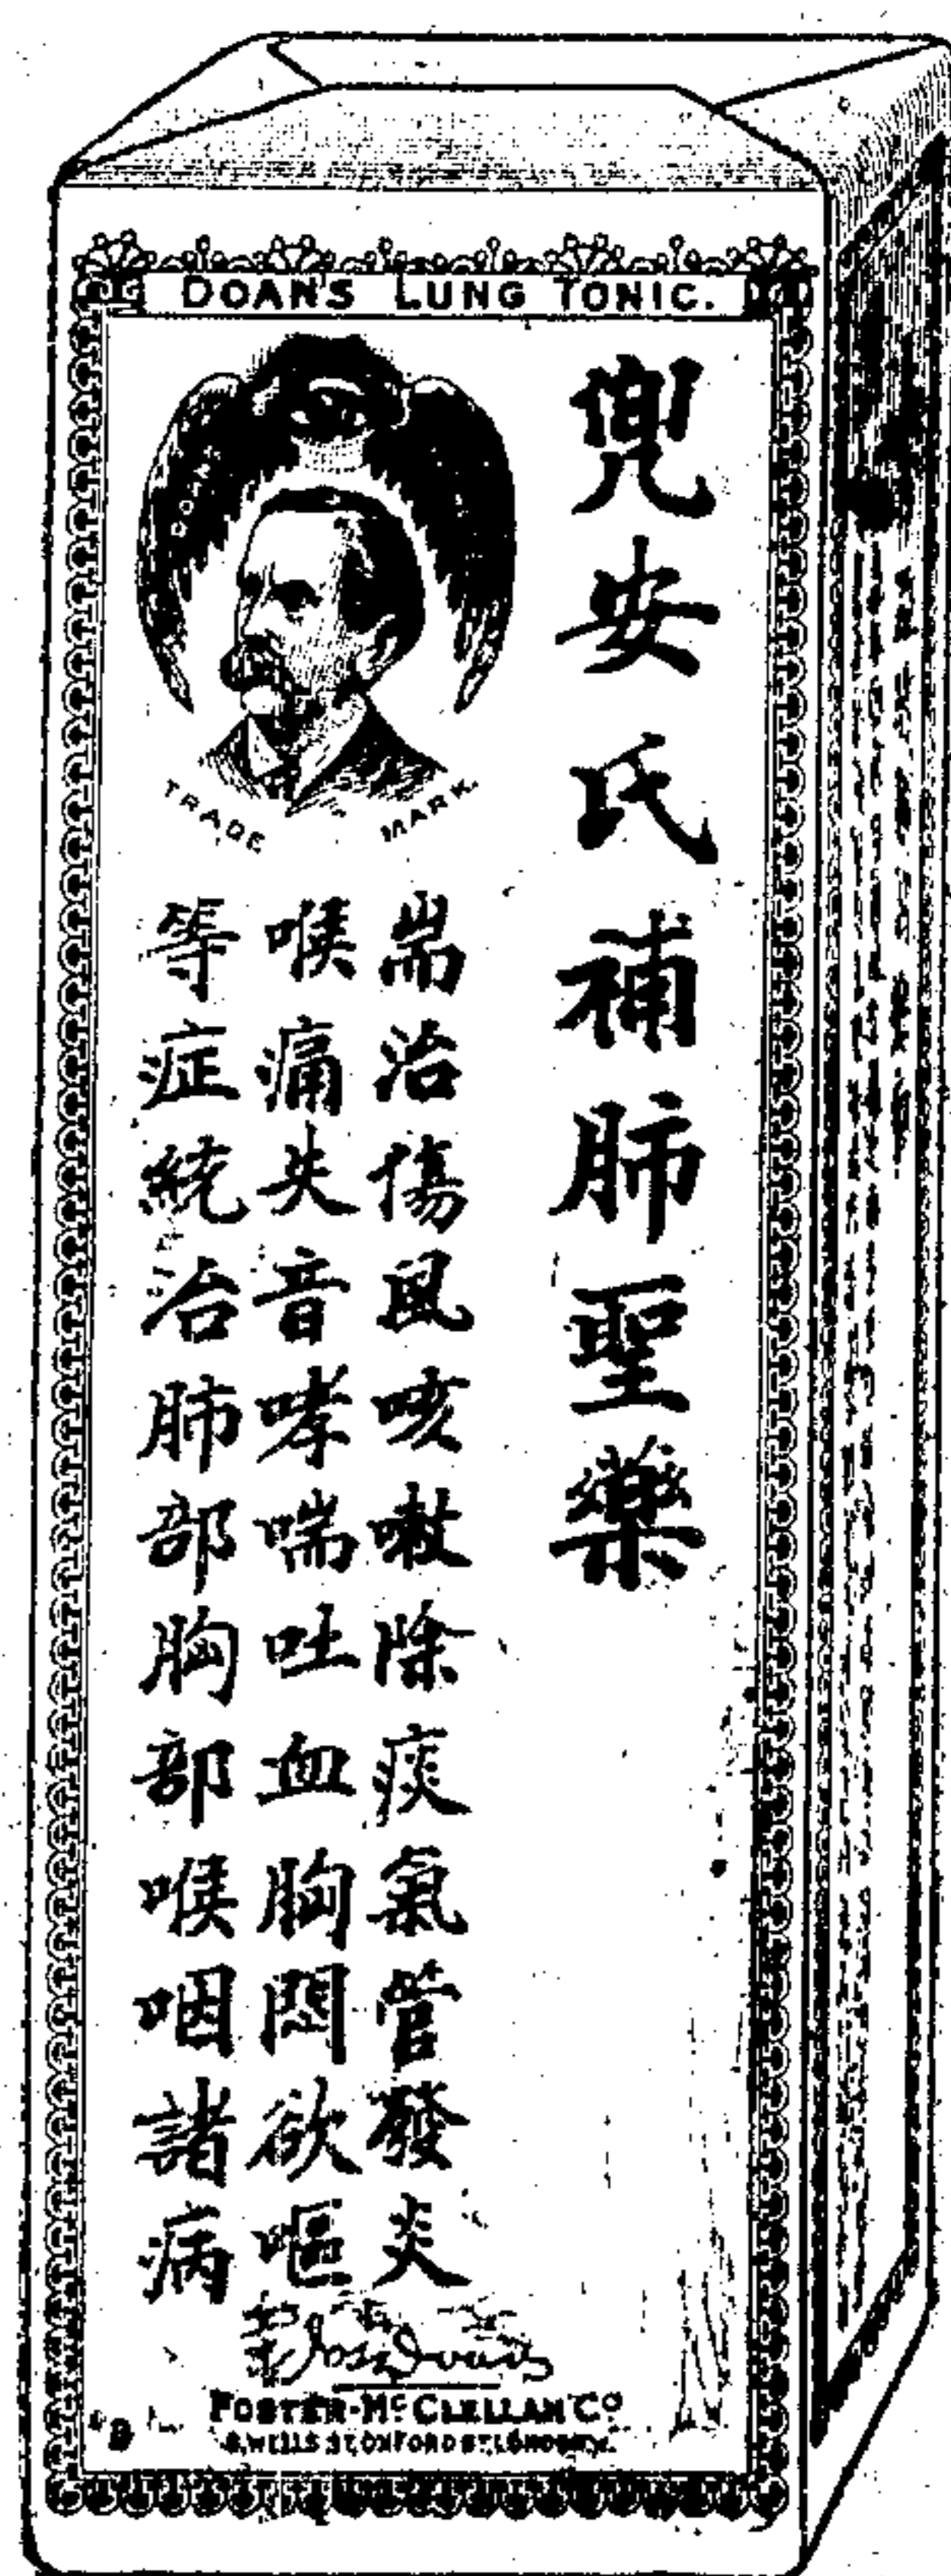 DOAN'S LUNG TONIC.
兜安氏補肺聖藥
TRADE MARK.
耑治傷風咳嗽除痰氣管發炎
喉痛失音哮喘吐血胸悶欲嘔
等症統治肺部胸部喉咽諸病
FOSTER-McCLELLAN Co
8, WELLS ST, OXFORD ST, LONDON, W.